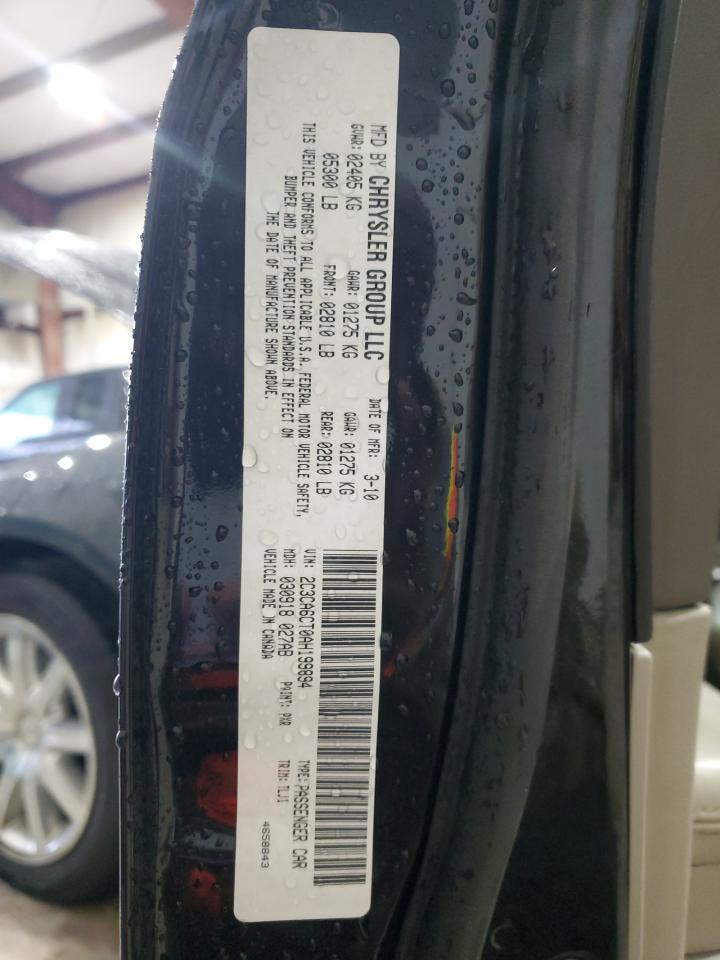 MFD BY CHRYSLER GROUP LLC DATE OF MFR: 3-10
GVWR: 02405 KG GAWR: 01275 KG GAWR: 01275 KG
05300 LB FRONT: 02810 LB REAR: 02810 LB
THIS VEHICLE CONFORMS TO ALL APPLICABLE U.S.A. FEDERAL MOTOR VEHICLE SAFETY,
BUMPER AND THEFT PREVENTION STANDARDS IN EFFECT ON
THE DATE OF MANUFACTURE SHOWN ABOVE.
VIN: 2C3CA6CT0AH199894 TYPE: PASSENGER CAR
MDH: 030918 027AB PAINT: PXR TRIM: TLJ1
VEHICLE MADE IN CANADA
4658843